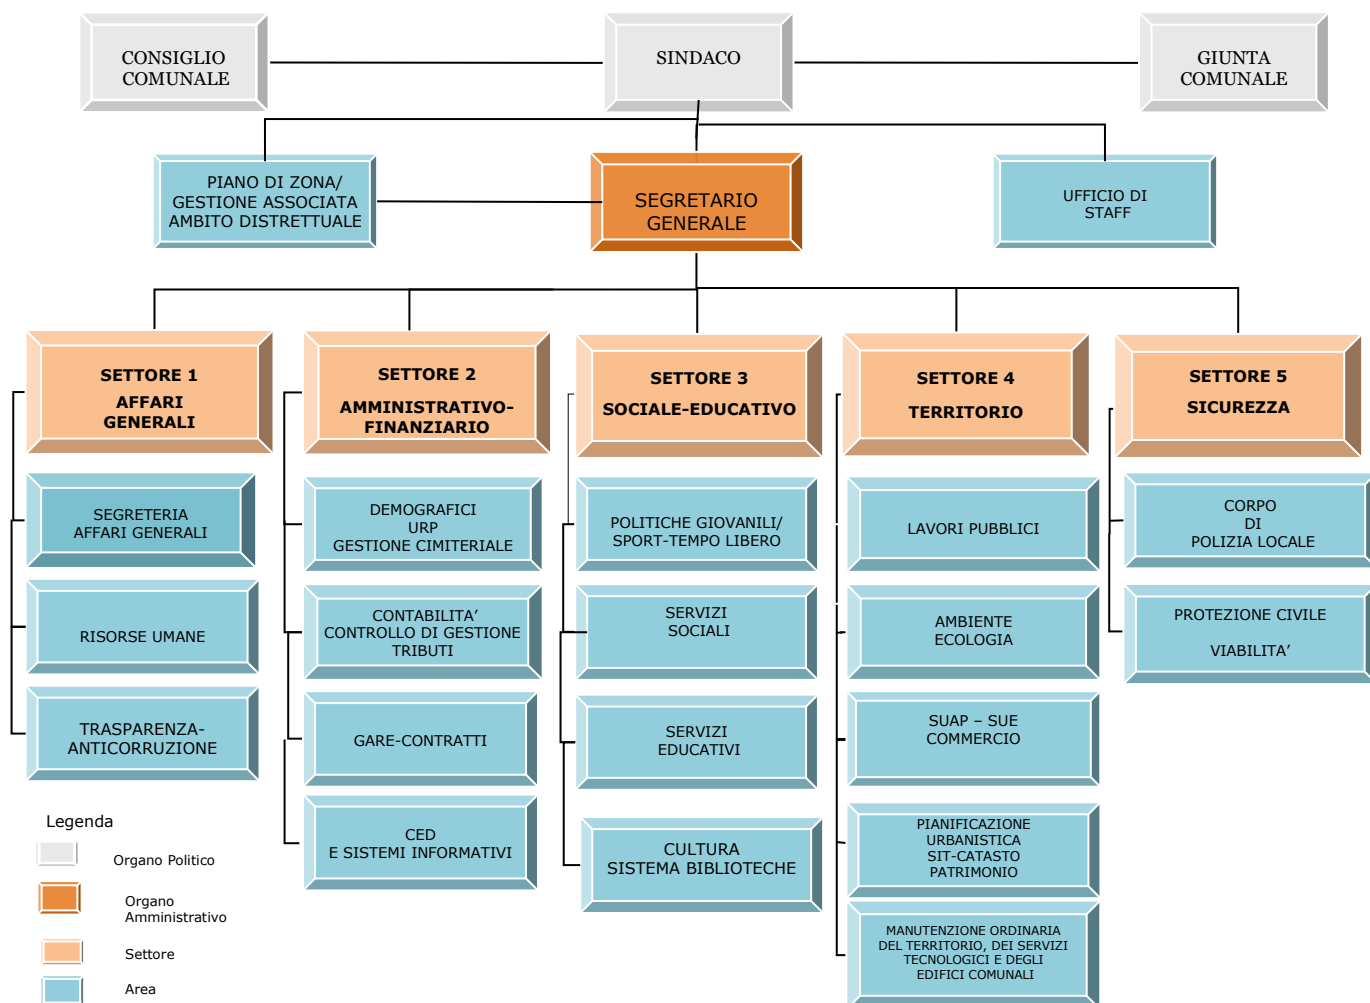 CONSIGLIO
COMUNALE
SINDACO
GIUNTA
COMUNALE
PIANO DI ZONA/
GESTIONE ASSOCIATA
AMBITO DISTRETTUALE
SEGRETARIO
GENERALE
UFFICIO DI
STAFF
SETTORE 1
AFFARI
GENERALI
SETTORE 2
AMMINISTRATIVO-
FINANZIARIO
SETTORE 3
SOCIALE-EDUCATIVO
SETTORE 4
TERRITORIO
SETTORE 5
SICUREZZA
SEGRETERIA
AFFARI GENERALI
DEMOGRAFICI
URP
GESTIONE CIMITERIALE
POLITICHE GIOVANILI/
SPORT-TEMPO LIBERO
LAVORI PUBBLICI
CORPO
DI
POLIZIA LOCALE
RISORSE UMANE
CONTABILITA’
CONTROLLO DI GESTIONE
TRIBUTI
SERVIZI
SOCIALI
AMBIENTE
ECOLOGIA
PROTEZIONE CIVILE
VIABILITA’
TRASPARENZA-
ANTICORRUZIONE
GARE-CONTRATTI
SERVIZI
EDUCATIVI
SUAP – SUE
COMMERCIO
CED
E SISTEMI INFORMATIVI
CULTURA
SISTEMA BIBLIOTECHE
PIANIFICAZIONE
URBANISTICA
SIT-CATASTO
PATRIMONIO
MANUTENZIONE ORDINARIA
DEL TERRITORIO, DEI SERVIZI
TECNOLOGICI E DEGLI
EDIFICI COMUNALI
Legenda
Organo Politico
Organo
Amministrativo
Settore
Area